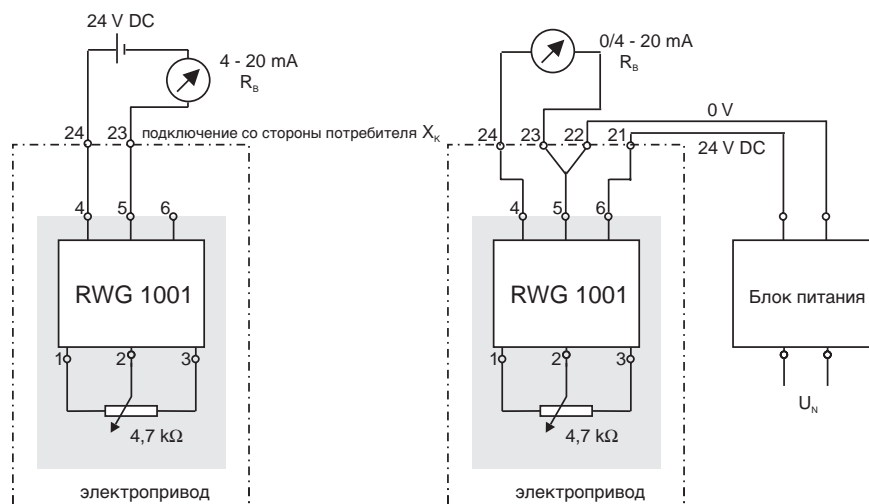 24 V DC
4 - 20 mA
R_B
24 23 подключение со стороны потребителя X_K
4 5 6
RWG 1001
1 2 3
4,7 kΩ
электропривод
0/4 - 20 mA
R_B
24 23 22 21
0 V
24 V DC
4 5 6
RWG 1001
1 2 3
4,7 kΩ
электропривод
Блок питания
U_N